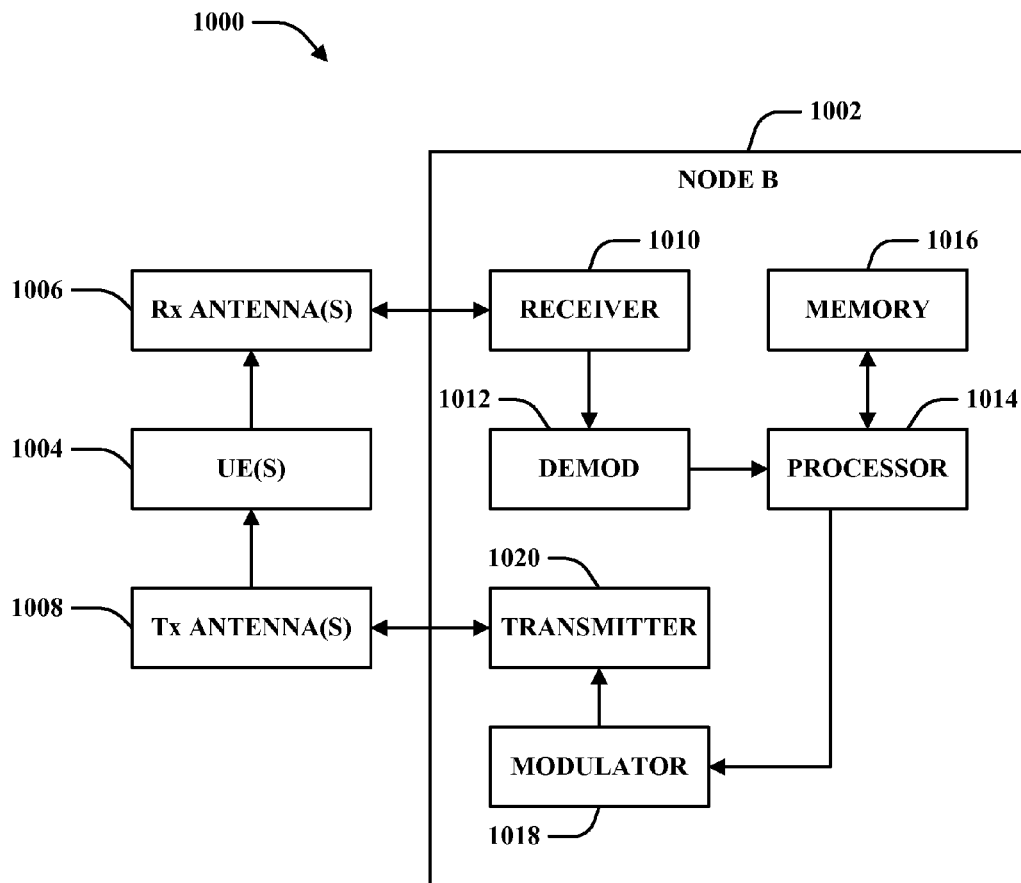 1000
1002
NODE B
1010
1016
1006
Rx ANTENNA(S)
RECEIVER
MEMORY
1012
1014
1004
UE(S)
DEMOD
PROCESSOR
1020
1008
Tx ANTENNA(S)
TRANSMITTER
MODULATOR
1018